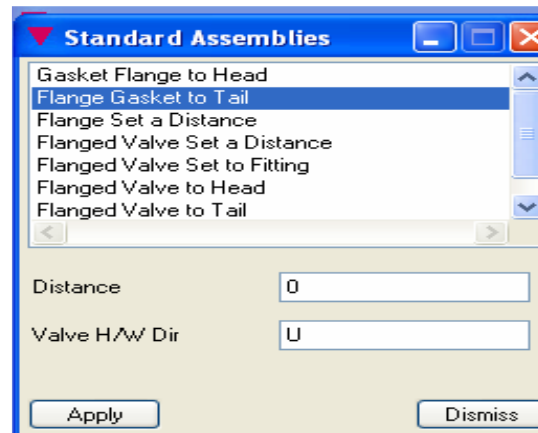 Standard Assemblies
Gasket Flange to Head
Flange Gasket to Tail
Flange Set a Distance
Flanged Valve Set a Distance
Flanged Valve Set to Fitting
Flanged Valve to Head
Flanged Valve to Tail
Distance 0
Valve H/W Dir U
Apply Dismiss